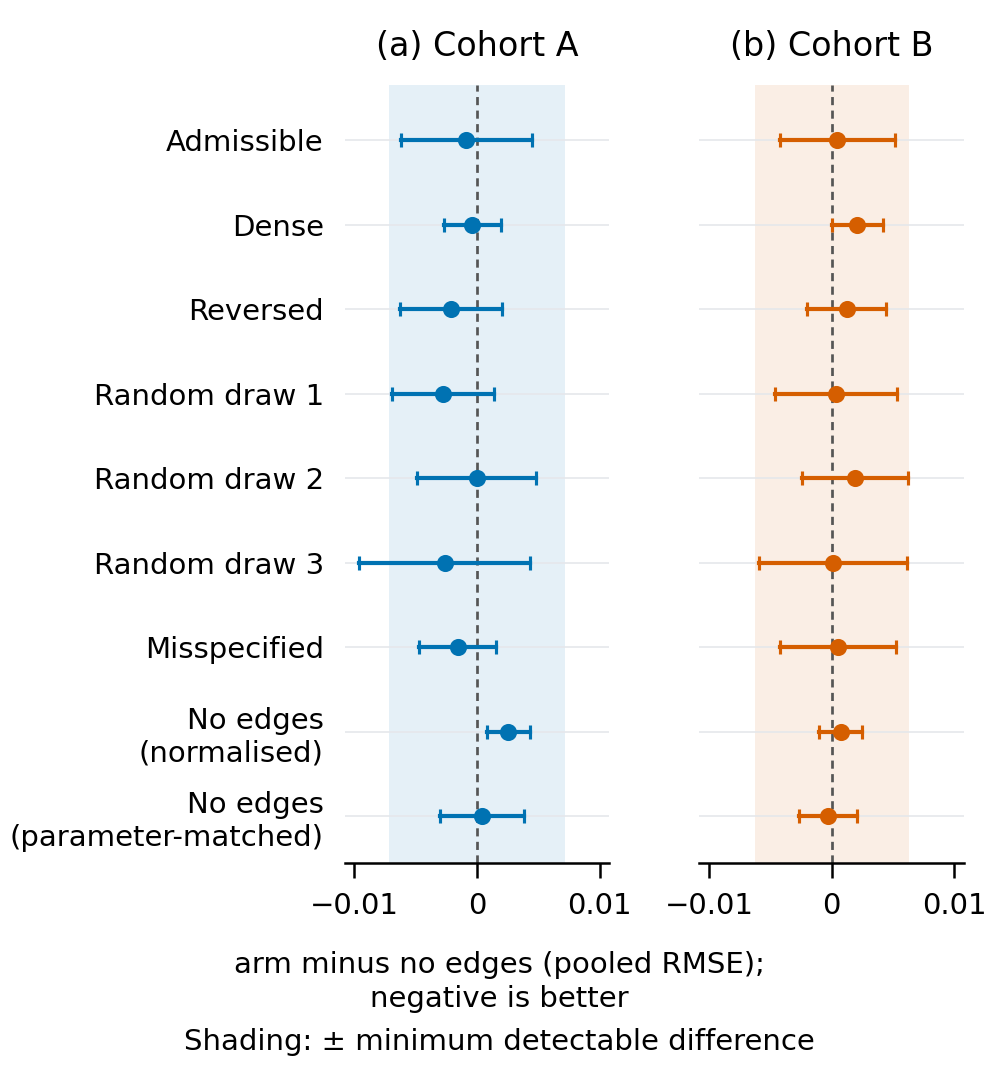 (a) Cohort A
(b) Cohort B
Admissible
Dense
Reversed
Random draw 1
Random draw 2
Random draw 3
Misspecified
No edges
(normalised)
No edges
(parameter-matched)
−0.01 0 0.01
−0.01 0 0.01
arm minus no edges (pooled RMSE);
negative is better
Shading: ± minimum detectable difference